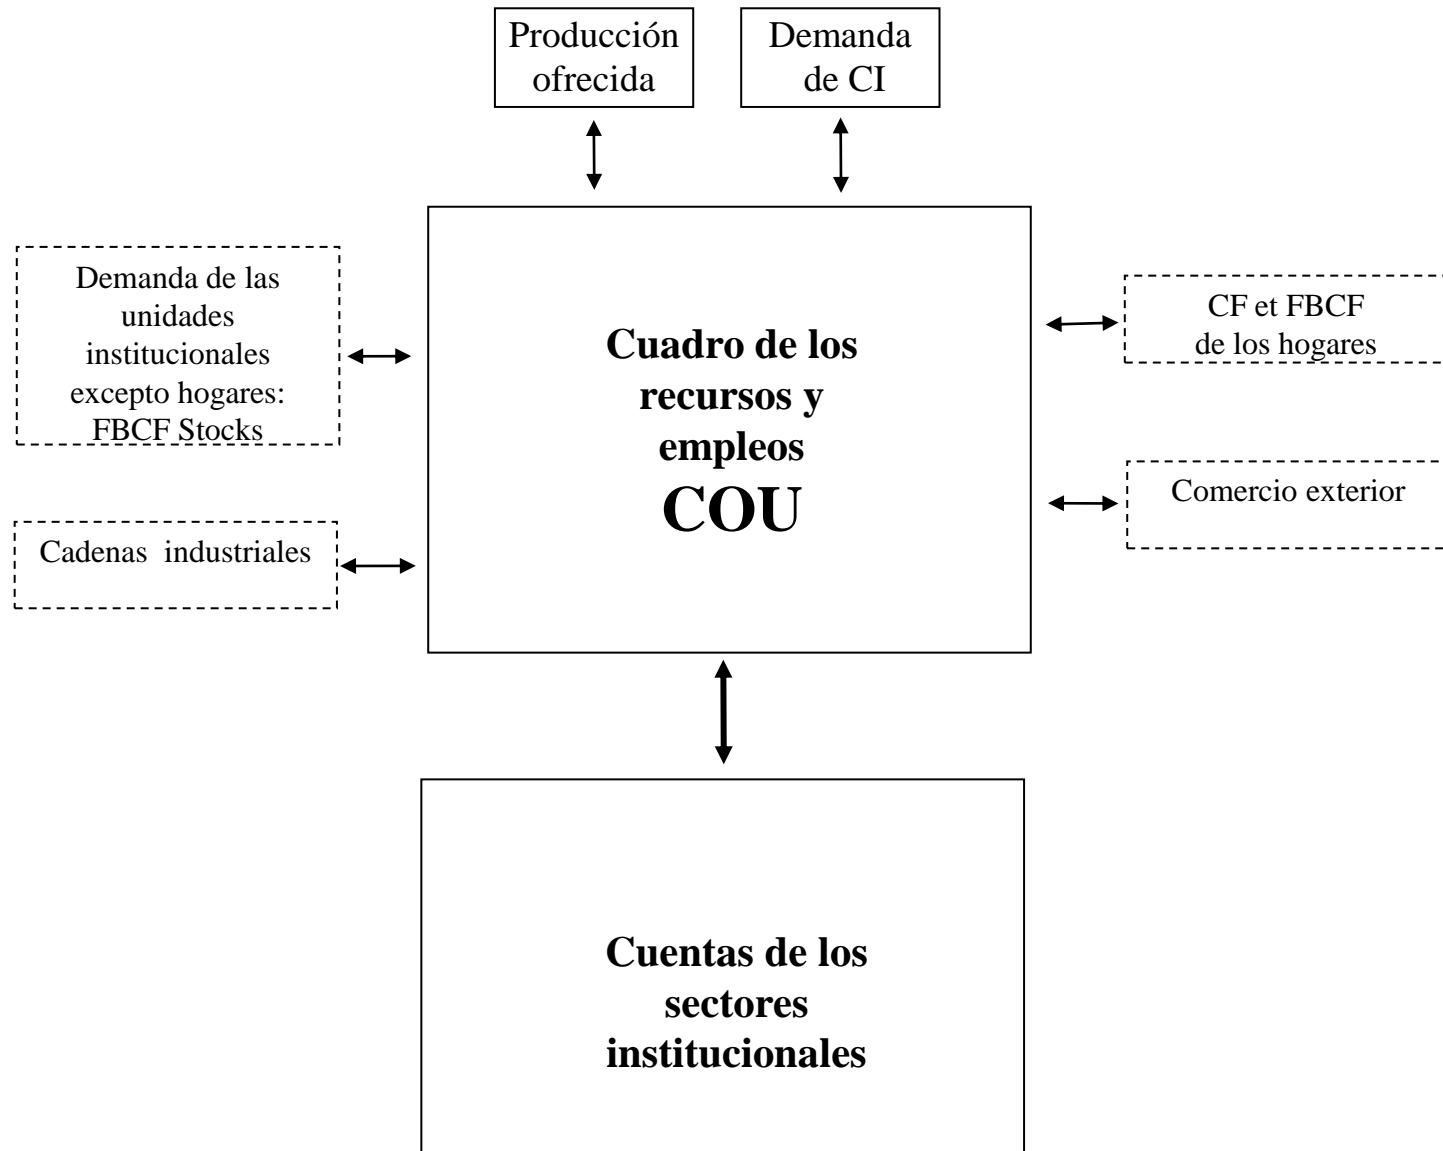 Producción
ofrecida
Demanda
de CI
Demanda de las
unidades
institucionales
excepto hogares:
FBCF Stocks
Cadenas industriales
Cuadro de los
recursos y
empleos
COU
CF et FBCF
de los hogares
Comercio exterior
Cuentas de los
sectores
institucionales